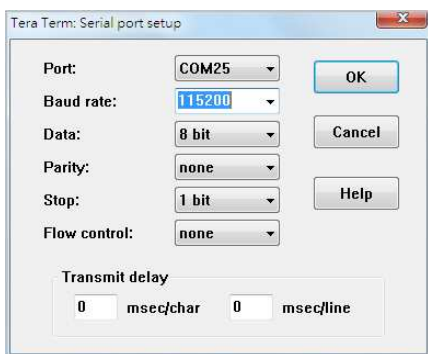 Tera Term: Serial port setup
Port: COM25 OK
Baud rate: 115200
Data: 8 bit Cancel
Parity: none
Stop: 1 bit Help
Flow control: none
Transmit delay
0 msec/char 0 msec/line